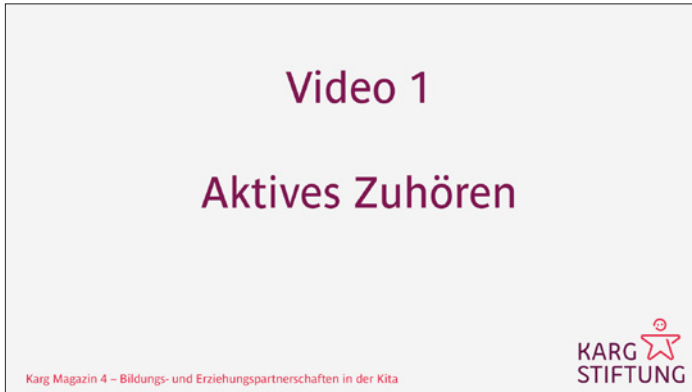 Video 1
Aktives Zuhören
Karg Magazin 4 – Bildungs- und Erziehungspartnerschaften in der Kita
KARG
STIFTUNG